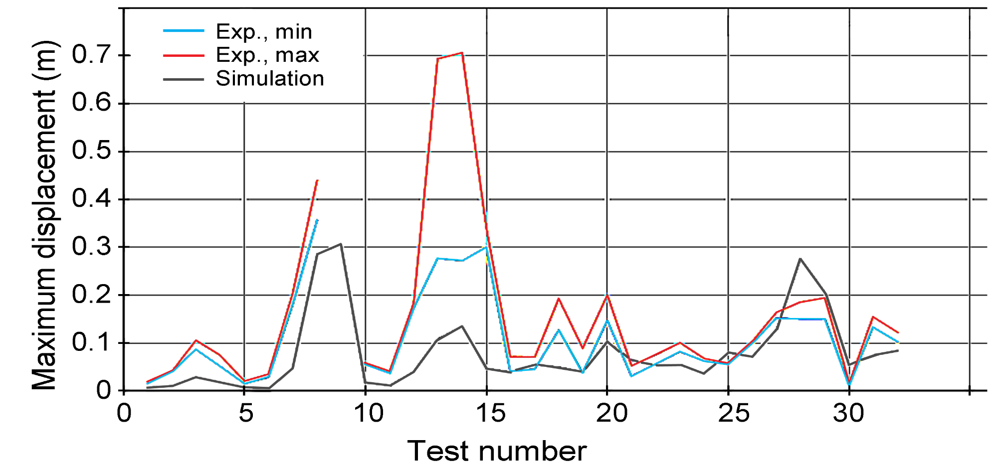 Exp., min
Exp., max
Simulation
Maximum displacement (m)
0.7
0.6
0.5
0.4
0.3
0.2
0.1
0
0 5 10 15 20 25 30
Test number